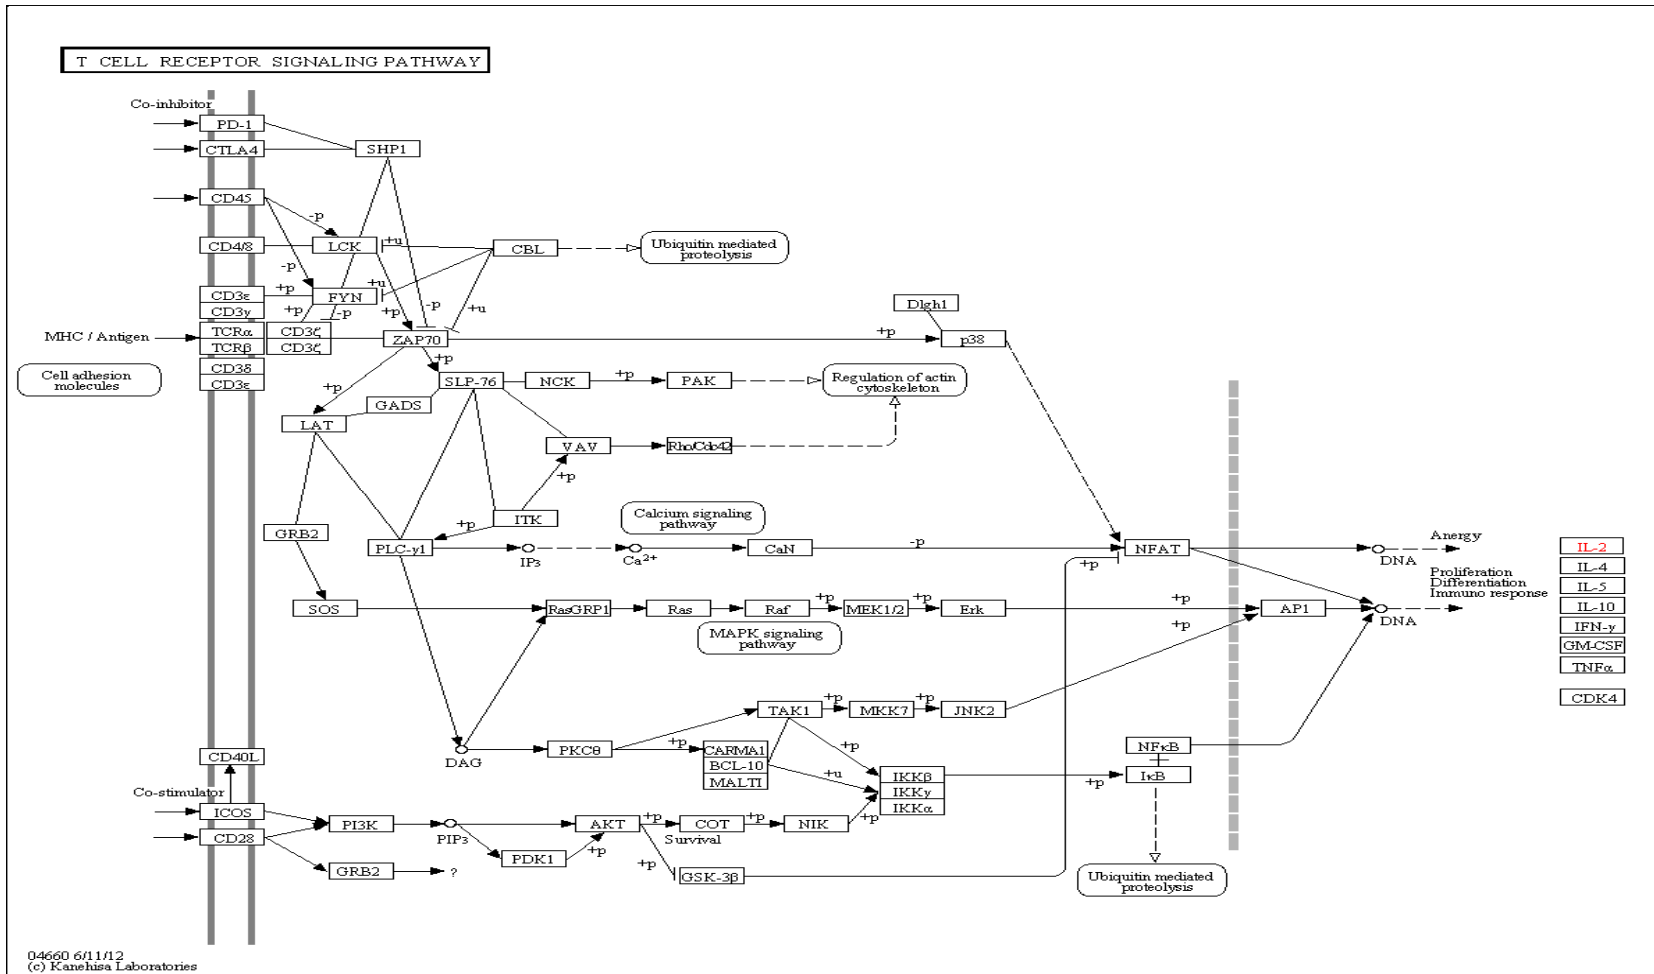 T CELL RECEPTOR SIGNALING PATHWAY
Co-inhibitor
PD-1
CTLA4
SHP1
CD45
-p
CD4/8
LCK
+u
CBL
Ubiquitin mediated
proteolysis
-p
CD3ε
CD3γ
+p
FYN
+u
+p
-p
+p
-p
+u
Dlgh1
MHC / Antigen
TCRα
TCRβ
CD3ζ
CD3ζ
ZAP70
+p
p38
Cell adhesion
molecules
CD3δ
CD3ε
+p
+p
SLP-76
NCK
+p
PAK
Regulation of actin
cytoskeleton
GADS
LAT
VAV
Rho/Cdc42
+p
GRB2
+p
ITK
Calcium signaling
pathway
PLC-γ1
IP3
Ca2+
CaN
-p
NFAT
+p
DNA
Anergy
SOS
RasGRP1
Ras
Raf
+p
MEK1/2
+p
Erk
+p
AP1
DNA
Proliferation
Differentiation
Immuno response
MAPK signaling
pathway
+p
IL-2
IL-4
IL-5
IL-10
IFN-γ
GM-CSF
TNFα
CDK4
TAK1
+p
MKK7
+p
JNK2
DAG
PKCθ
+p
CARMA1
BCL-10
MALT1
+p
+u
IKKβ
IKKγ
IKKα
+p
NFκB
IκB
CD40L
Co-stimulator
ICOS
CD28
PI3K
PIP3
AKT
+p
COT
+p
NIK
+p
Survival
PDK1
+p
+p
GSK-3β
GRB2
?
Ubiquitin mediated
proteolysis
04660 6/11/12
(c) Kanehisa Laboratories